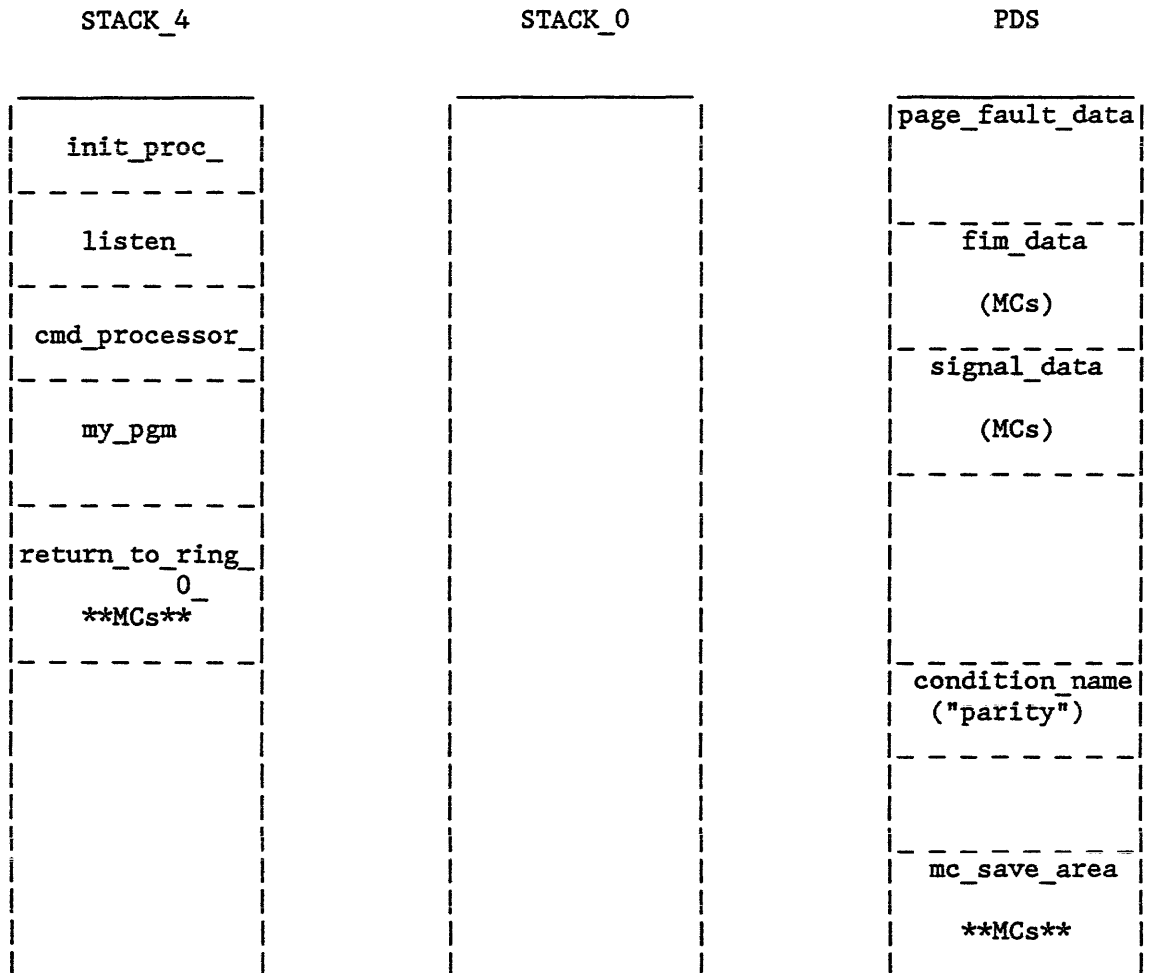 STACK_4
STACK_0
PDS
init_proc_
listen_
cmd_processor_
my_pgm
return_to_ring_
0_
**MCs**
page_fault_data
fim_data
(MCs)
signal_data
(MCs)
condition_name
("parity")
mc_save_area
**MCs**